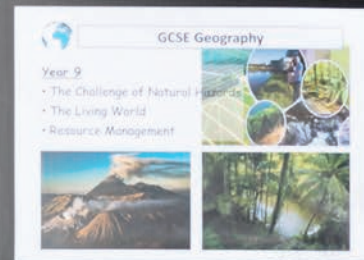 GCSE Geography
Year 9
• The Challenge of Natural Hazards
• The Living World
• Resource Management